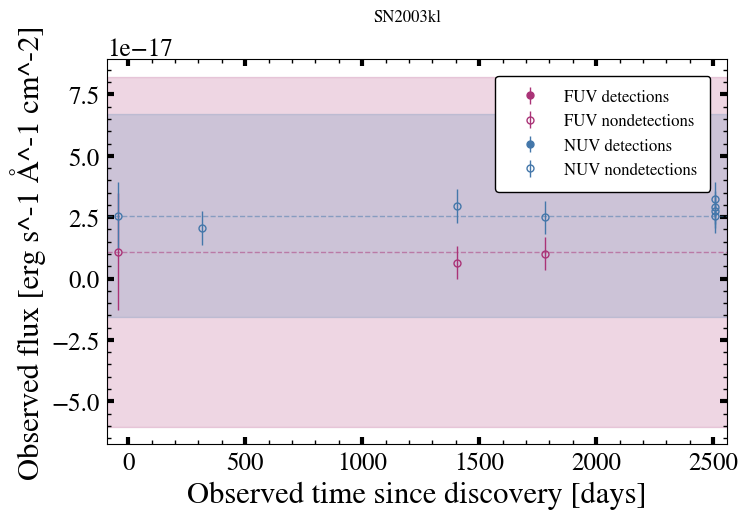 SN2003kl
1e−17
Observed flux [erg s^-1 Å^-1 cm^-2]
7.5
5.0
2.5
0.0
−2.5
−5.0
FUV detections
FUV nondetections
NUV detections
NUV nondetections
0 500 1000 1500 2000 2500
Observed time since discovery [days]